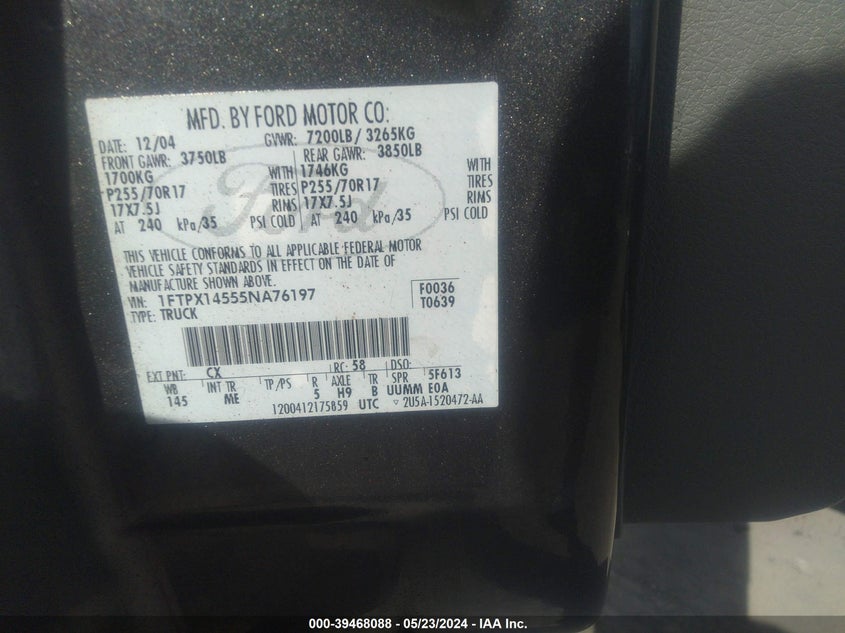 MFD. BY FORD MOTOR CO:
DATE: 12/04 GVWR: 7200LB/ 3265KG
FRONT GAWR: 3750LB REAR GAWR: 3850LB
1700KG WITH 1746KG WITH
P255/70R17 TIRES P255/70R17 TIRES
17X7.5J RIMS 17X7.5J RIMS
AT 240 kPa/35 PSI COLD AT 240 kPa/35 PSI COLD
Ford
THIS VEHICLE CONFORMS TO ALL APPLICABLE FEDERAL MOTOR
VEHICLE SAFETY STANDARDS IN EFFECT ON THE DATE OF
MANUFACTURE SHOWN ABOVE.
VIN: 1FTPX14555NA76197 F0036
TYPE: TRUCK T0639
EXT PNT: CX RC: 58 DSO:
WB INT TR TP/PS R AXLE TR SPR 5F613
145 ME 5 H9 B UUMM E0A
1200412175859 UTC ▽ 2U5A-1520472-AA
000-39468088 - 05/23/2024 - IAA Inc.